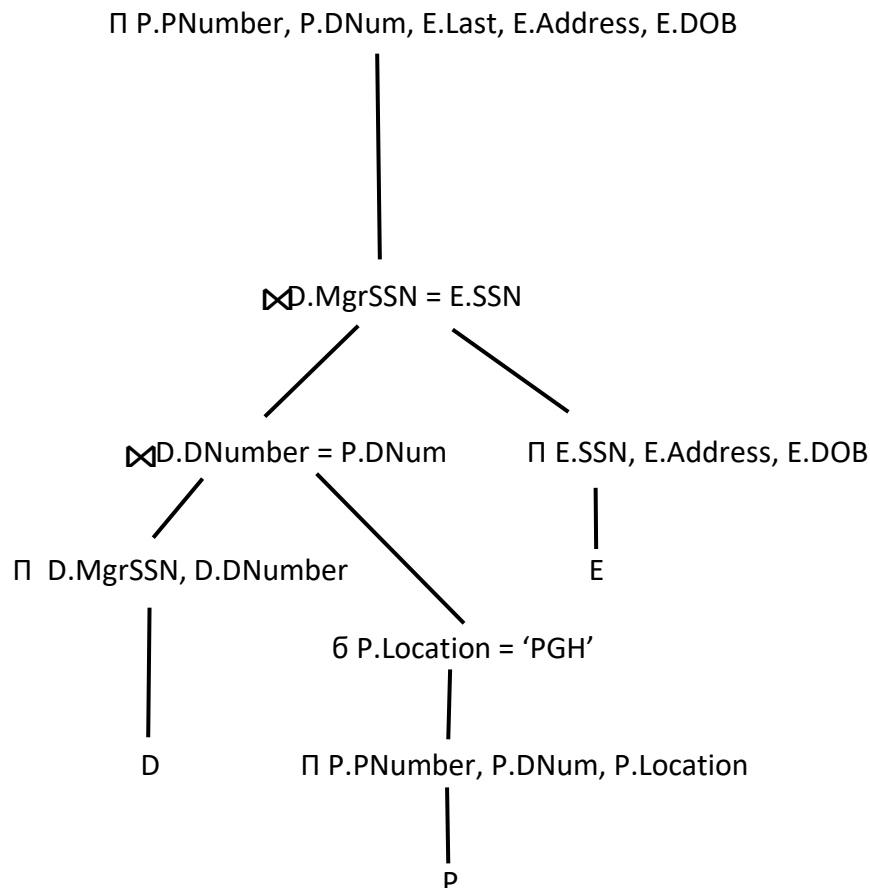 Π P.PNumber, P.DNum, E.Last, E.Address, E.DOB
⋈D.MgrSSN = E.SSN
⋈D.DNumber = P.DNum
Π E.SSN, E.Address, E.DOB
Π D.MgrSSN, D.DNumber
E
б P.Location = ‘PGH’
D
Π P.PNumber, P.DNum, P.Location
P